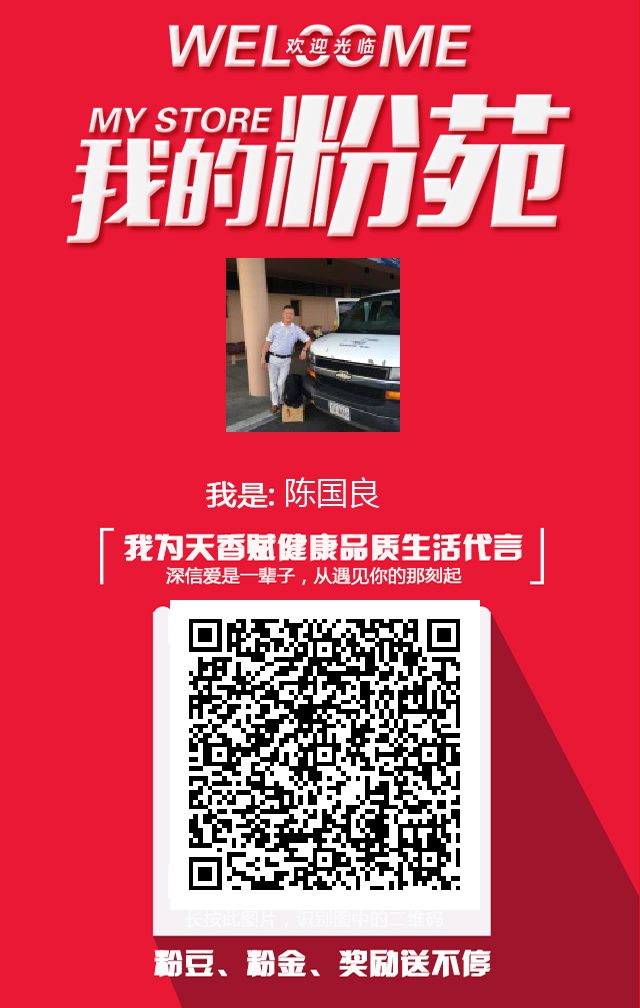 WELCOME
欢迎光临
MY STORE
我的粉苑
我是: 陈国良
我为天香赋健康品质生活代言
深信爱是一辈子，从遇见你的那刻起
长按此图片，识别图中的二维码
粉豆、粉金、奖励送不停